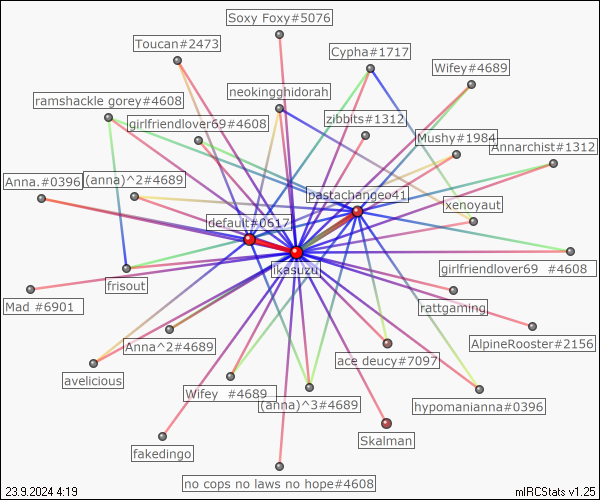 Soxy Foxy#5076
Toucan#2473
Cypha#1717
Wifey#4689
neokingghidorah
ramshackle gorey#4608
girlfriendlover69#4608
zibbits#1312
Mushy#1984
Annarchist#1312
Anna.#0396
(anna)^2#4689
pastachangeo41
xenoyaut
default#0617
ikasuzu
girlfriendlover69 #4608
frisout
Mad #6901
rattgaming
AlpineRooster#2156
Anna^2#4689
ace deucy#7097
avelicious
Wifey #4689
(anna)^3#4689
hypomanianna#0396
Skalman
fakedingo
no cops no laws no hope#4608
23.9.2024 4:19
mIRCStats v1.25